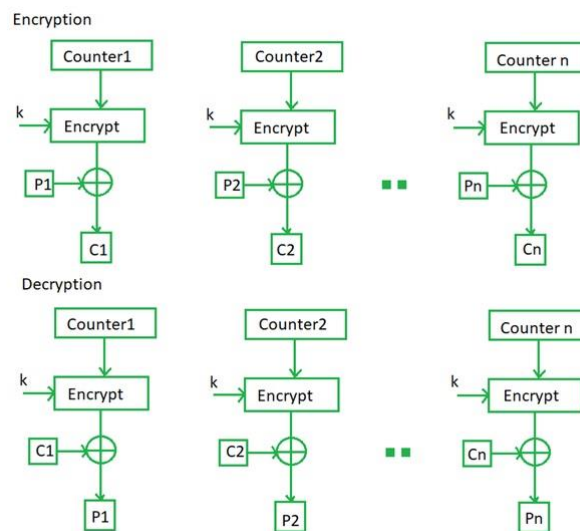 Encryption
Counter1 Counter2 Counter n
k Encrypt k Encrypt k Encrypt
P1 P2 Pn
C1 C2 Cn
Decryption
Counter1 Counter2 Counter n
k Encrypt k Encrypt k Encrypt
C1 C2 Cn
P1 P2 Pn